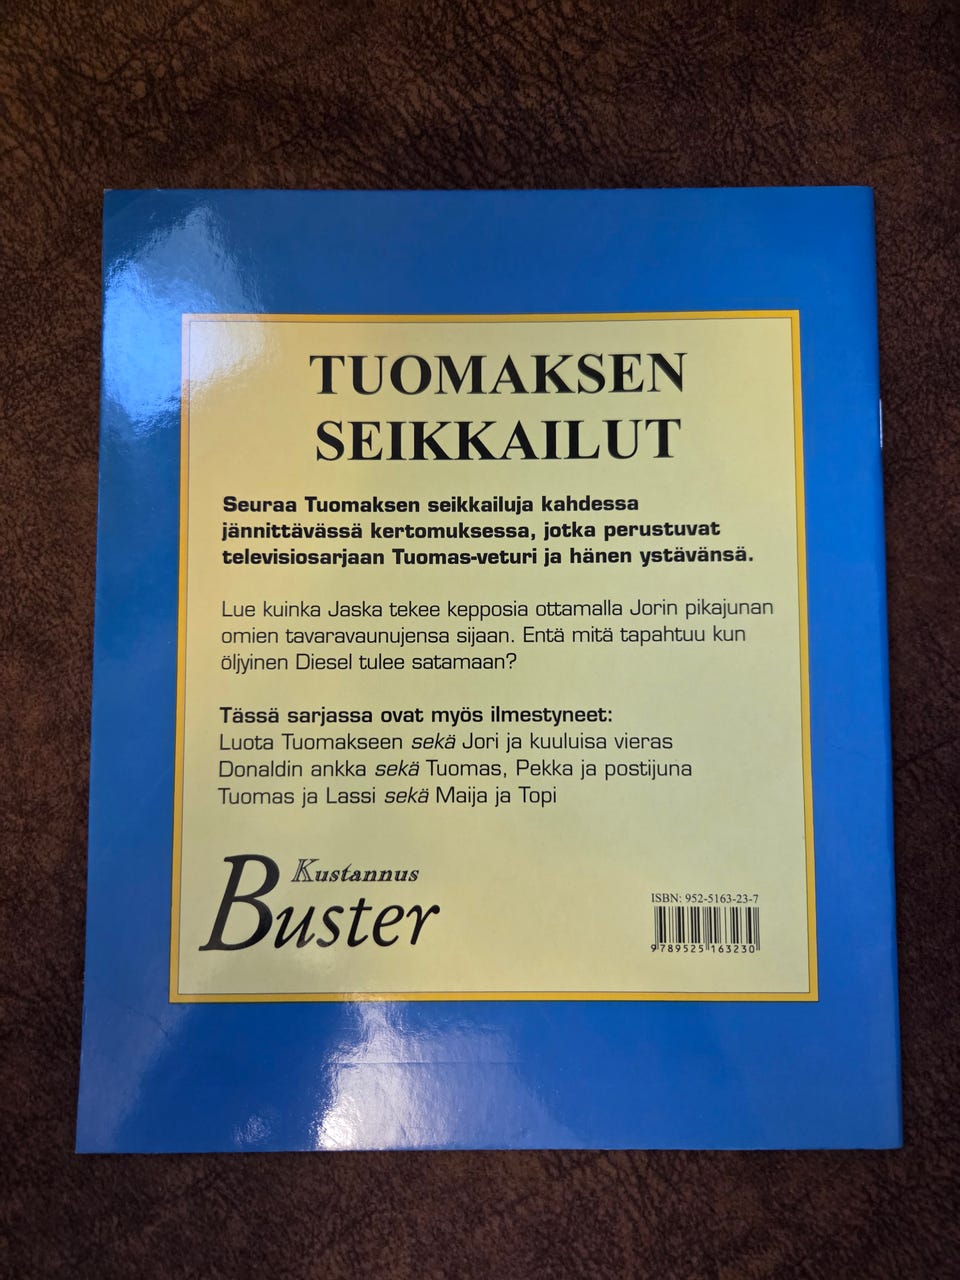 TUOMAKSEN
SEIKKAILUT
Seuraa Tuomaksen seikkailuja kahdessa
jännittävässä kertomuksessa, jotka perustuvat
televisiosarjaan Tuomas-veturi ja hänen ystävänsä.
Lue kuinka Jaska tekee kepposia ottamalla Jorin pikajunan
omien tavaravaunujensa sijaan. Entä mitä tapahtuu kun
öljyinen Diesel tulee satamaan?
Tässä sarjassa ovat myös ilmestyneet:
Luota Tuomakseen sekä Jori ja kuuluisa vieras
Donaldin ankka sekä Tuomas, Pekka ja postijuna
Tuomas ja Lassi sekä Maija ja Topi
Kustannus
Buster
ISBN: 952-5163-23-7
9 789525 163230